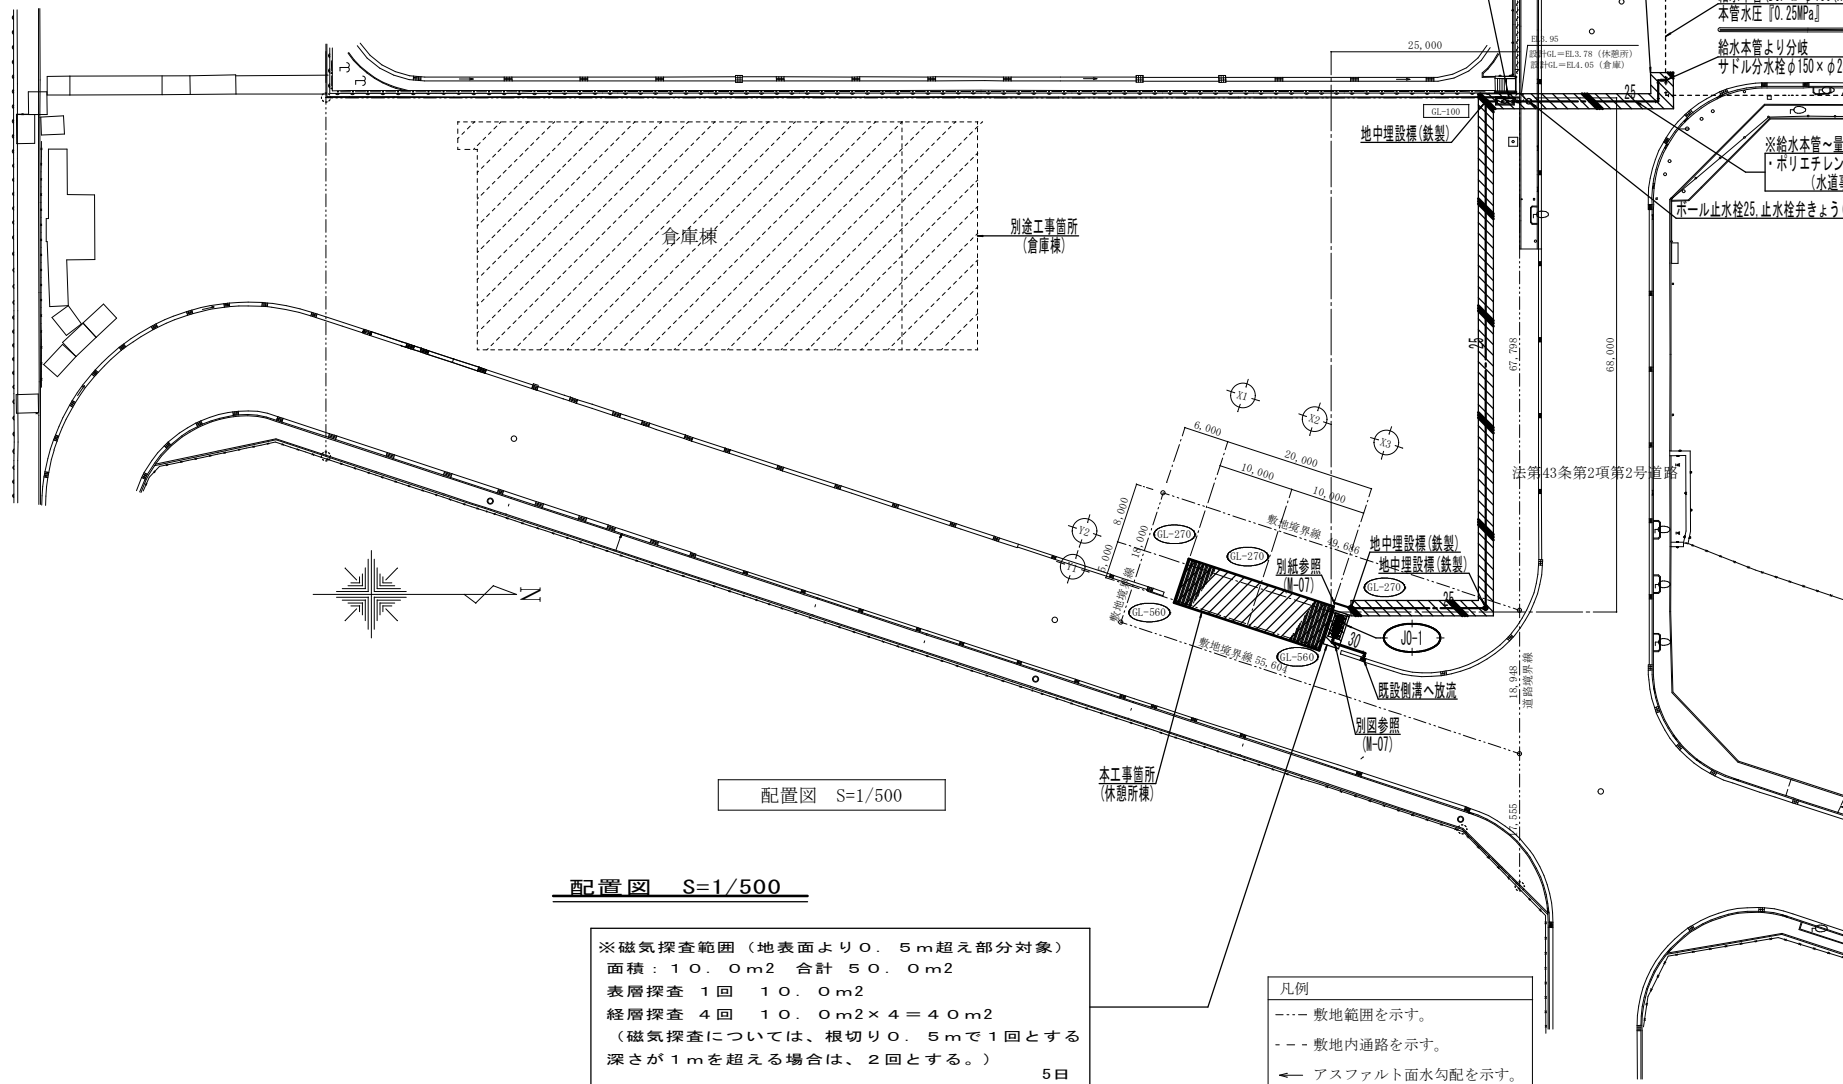 本管水圧『0.25MPa』
給水本管より分岐
サドル分水栓φ150×φ2
25,000
EL3.95
設計GL=EL3.78（休憩所）
設計GL=EL4.05（倉庫）
25
GL-100
地中埋設標(鉄製)
※給水本管～量
・ポリエチレン
(水道事
ボール止水栓25,止水栓弁きょう
倉庫棟
別途工事箇所
(倉庫棟)
25
67,798
68,000
X1
X2
X3
6,000
20,000
10,000
10,000
法第43条第2項第2号道路
8,000
18,000
5,000
Y2
Y1
GL-270
GL-270
敷地境界線 49,686
敷地境界線
地中埋設標(鉄製)
地中埋設標(鉄製)
別紙参照
(M-07)
GL-270
GL-560
25
N
30
J0-1
敷地境界線 55,604
GL-560
既設側溝へ放流
18,948
道路境界線
別図参照
(M-07)
本工事箇所
(休憩所棟)
配置図　S=1/500
7,555
配置図　S=1/500
※磁気探査範囲（地表面より０．５ｍ超え部分対象）
面積：１０．０ｍ２　合計　５０．０ｍ２
表層探査　１回　１０．０ｍ２
経層探査　４回　１０．０ｍ２×４＝４０ｍ２
（磁気探査については、根切り０．５ｍで１回とする
深さが１ｍを超える場合は、２回とする。）
5日
凡例
敷地範囲を示す。
敷地内通路を示す。
アスファルト面水勾配を示す。